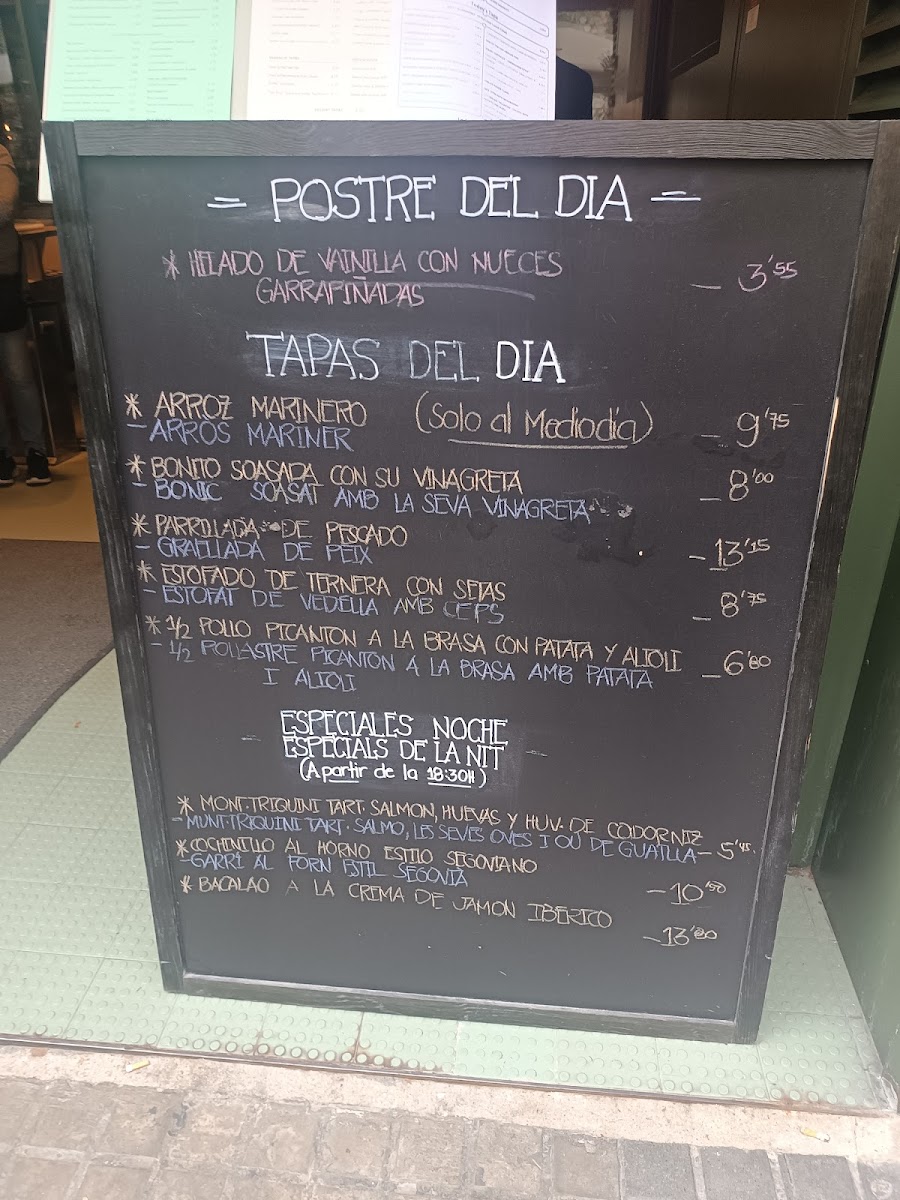 = POSTRE DEL DIA =
* HELADO DE VAINILLA CON NUECES
GARRAPIÑADAS — 3'55
TAPAS DEL DIA
* ARROZ MARINERO (Solo al Mediodía) — 9'75
- ARRÒS MARINER
* BONITO SOASADA CON SU VINAGRETA — 8'00
- BONIC SOASAT AMB LA SEVA VINAGRETA
* PARRILADA DE PESCADO — 13'15
- GRAELLADA DE PEIX
* ESTOFADO DE TERNERA CON SETAS — 8'75
- ESTOFAT DE VEDELLA AMB CEPS
* 1/2 POLLO PICANTON A LA BRASA CON PATATA Y ALIOLI — 6'80
- 1/2 POLLASTRE PICANTON A LA BRASA AMB PATATA
I ALIOLI
- ESPECIALES NOCHE -
ESPECIALS DE LA NIT
(Apartir de la 18:30H)
* MONT. TRIQUINI TART. SALMON, HUEVAS Y HUV. DE CODORNIZ
- MUNT. TRIQUINI TART. SALMO, LES SEVES OVES I OU DE GUATLLA — 5'45
* COCHINILLO AL HORNO ESTILO SEGOVIANO — 10'50
- GARRÍ AL FORN ESTIL SEGOVIA
* BACALAO A LA CREMA DE JAMON IBERICO — 13'80